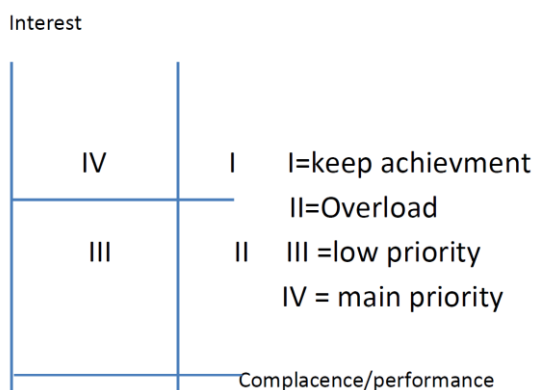 Interest
IV I I=keep achievment
II=Overload
III II III =low priority
IV = main priority
Complacence/performance